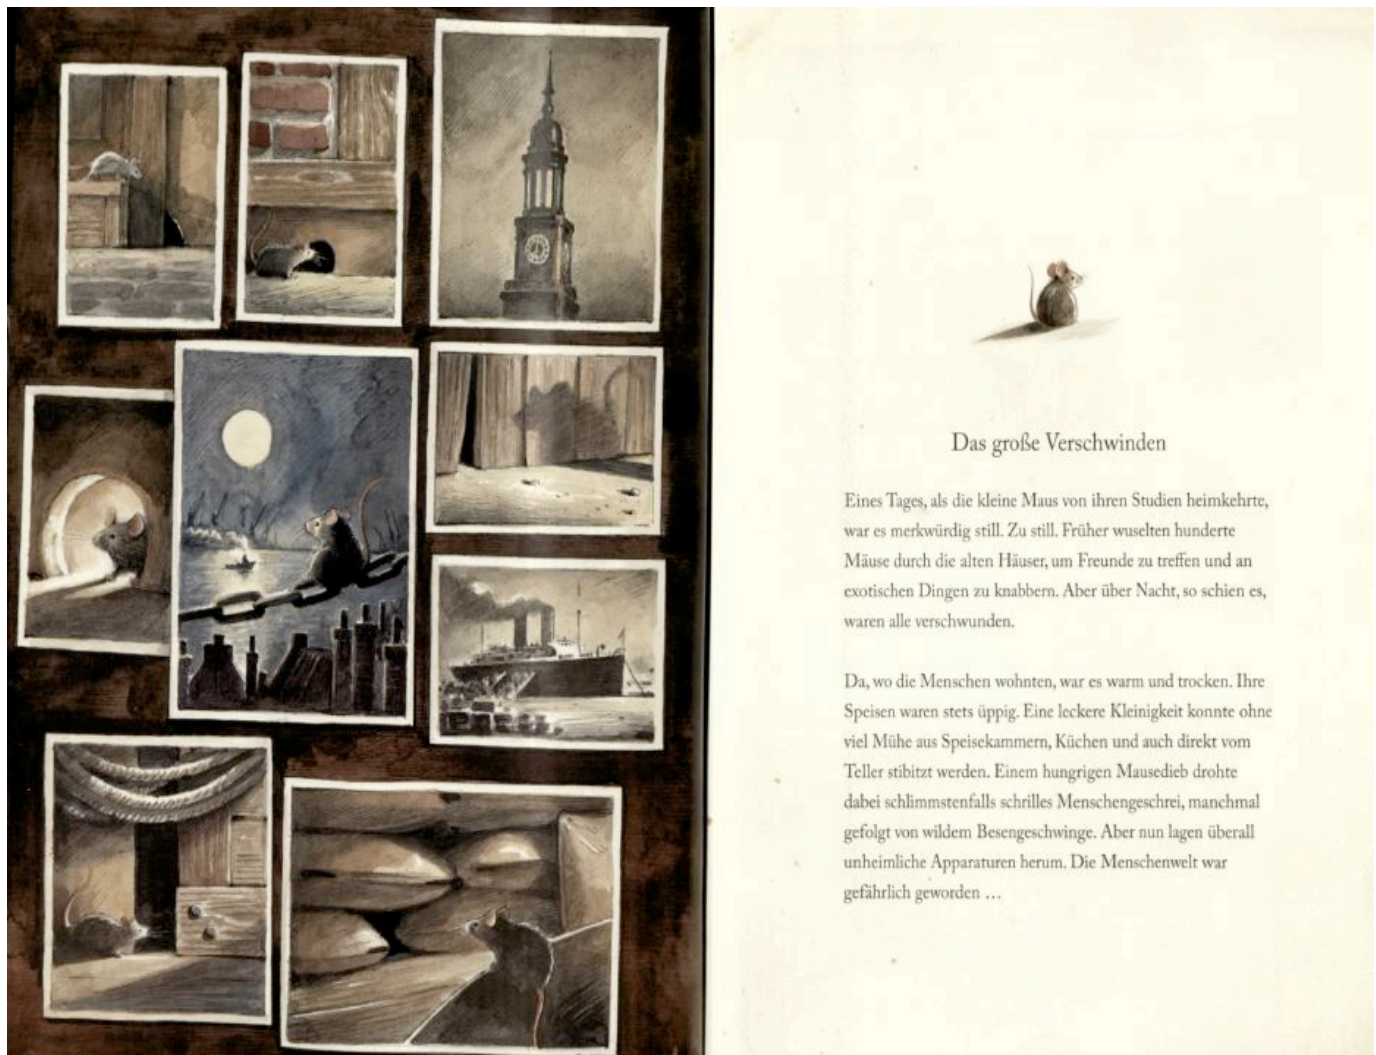 Das große Verschwinden
Eines Tages, als die kleine Maus von ihren Studien heimkehrte,
war es merkwürdig still. Zu still. Früher wuselten hunderte
Mäuse durch die alten Häuser, um Freunde zu treffen und an
exotischen Dingen zu knabbern. Aber über Nacht, so schien es,
waren alle verschwunden.
Da, wo die Menschen wohnten, war es warm und trocken. Ihre
Speisen waren stets üppig. Eine leckere Kleinigkeit konnte ohne
viel Mühe aus Speisekammern, Küchen und auch direkt vom
Teller stibitzt werden. Einem hungrigen Mausedieb drohte
dabei schlimmstenfalls schrilles Menschengeschrei, manchmal
gefolgt von wildem Besengeschwinge. Aber nun lagen überall
unheimliche Apparaturen herum. Die Menschenwelt war
gefährlich geworden …